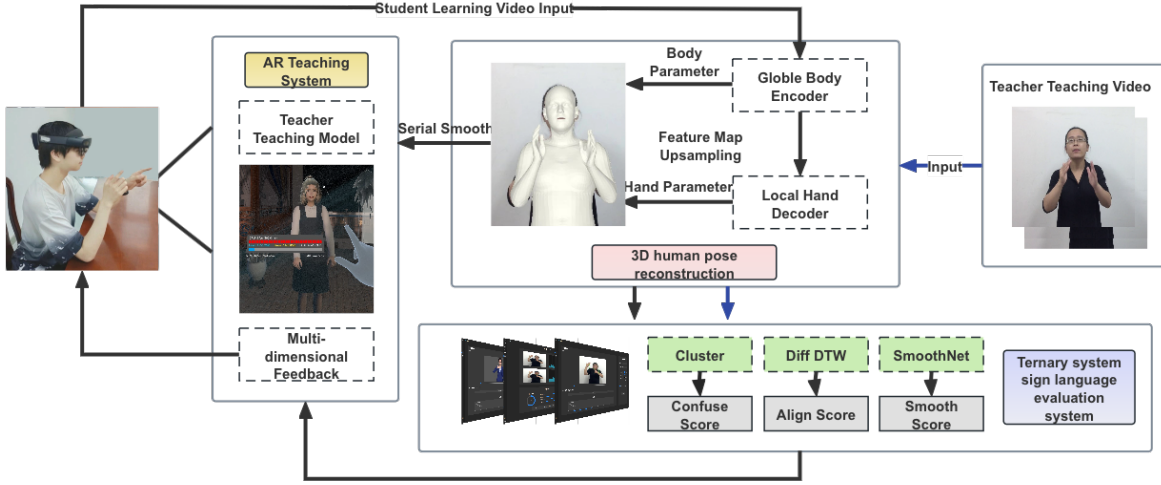 Student Learning Video Input
AR Teaching
System
Teacher
Teaching Model
Multi-
dimensional
Feedback
Serial Smooth
Body
Parameter
Globle Body
Encoder
Feature Map
Upsampling
Hand Parameter
Local Hand
Decoder
3D human pose
reconstruction
Input
Teacher Teaching Video
Cluster
Diff DTW
SmoothNet
Confuse
Score
Align Score
Smooth
Score
Ternary system
sign language
evaluation
system